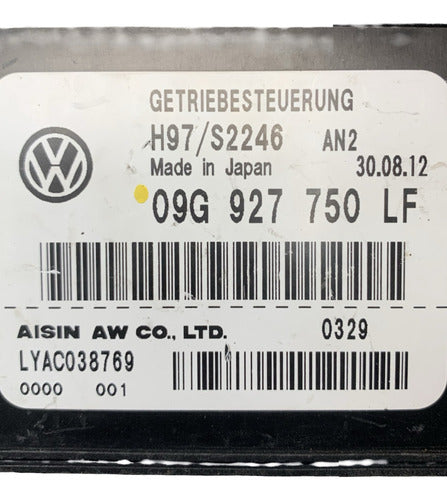 GETRIEBESTEUERUNG
H97/S2246 AN2
Made in Japan 30.08.12
09G 927 750 LF
AISIN AW CO., LTD. 0329
LYAC038769
0000 001